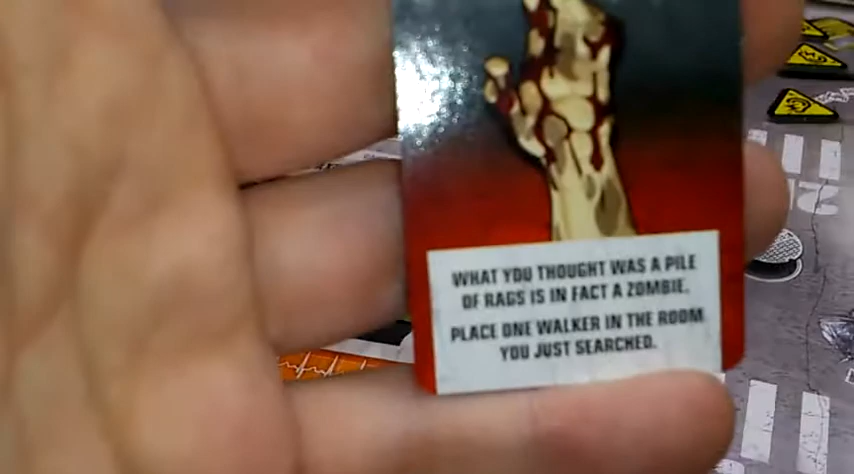 WHAT YOU THOUGHT WAS A PILE
OF RAGS IS IN FACT A ZOMBIE.
PLACE ONE WALKER IN THE ROOM
YOU JUST SEARCHED.